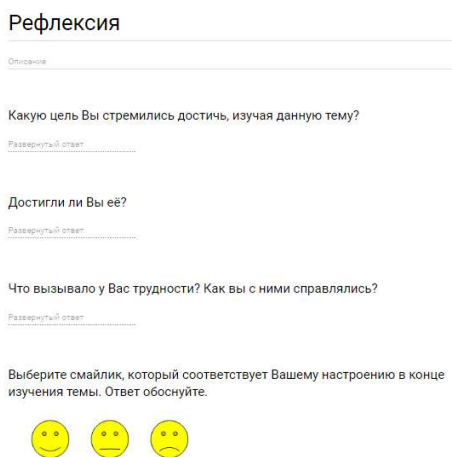 Рефлексия
Описание
Какую цель Вы стремились достичь, изучая данную тему?
Развернутый ответ
Достигли ли Вы её?
Развернутый ответ
Что вызывало у Вас трудности? Как вы с ними справлялись?
Развернутый ответ
Выберите смайлик, который соответствует Вашему настроению в конце
изучения темы. Ответ обоснуйте.